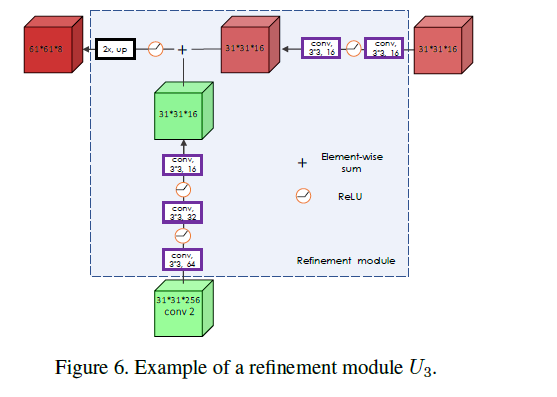 61*61*8
2x, up
+
31*31*16
conv,
3*3, 16
conv,
3*3, 16
31*31*16
31*31*16
conv,
3*3, 16
conv,
3*3, 32
conv,
3*3, 64
31*31*256
conv 2
+
Element-wise
sum
ReLU
Refinement module
Figure 6. Example of a refinement module U₃.